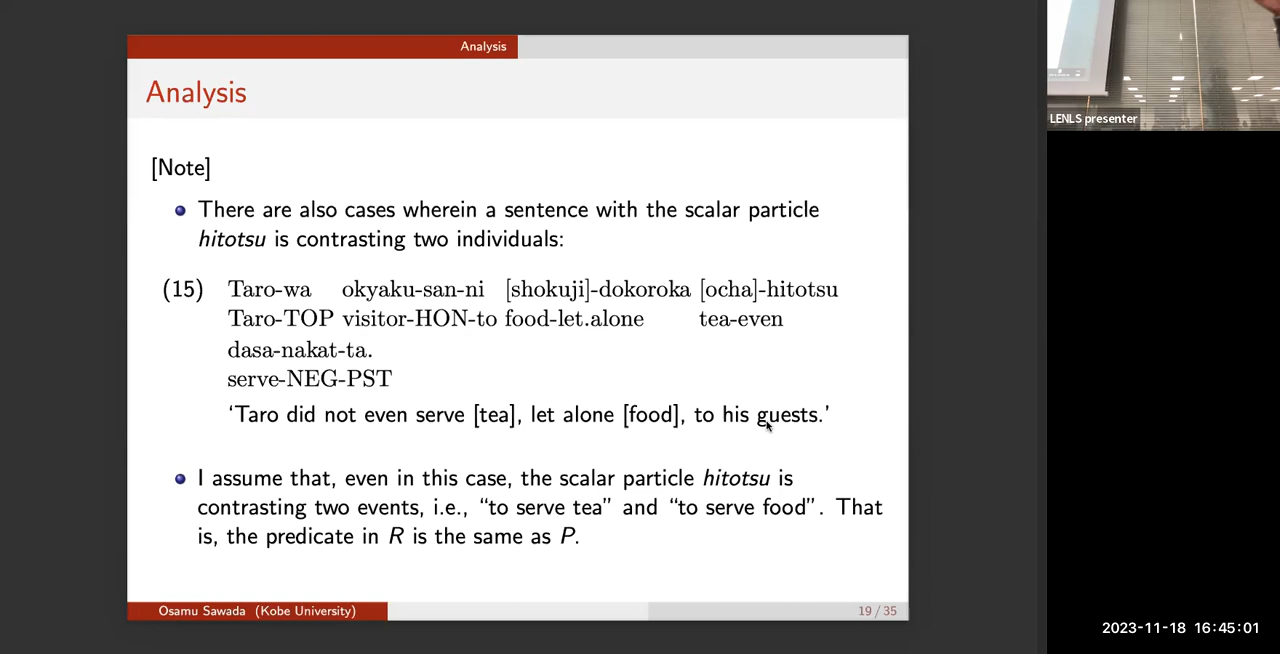 Analysis
Analysis
[Note]
There are also cases wherein a sentence with the scalar particle
hitotsu is contrasting two individuals:
(15) Taro-wa okyaku-san-ni [shokuji]-dokoroka [ocha]-hitotsu
Taro-TOP visitor-HON-to food-let.alone tea-even
dasa-nakat-ta.
serve-NEG-PST
‘Taro did not even serve [tea], let alone [food], to his guests.’
I assume that, even in this case, the scalar particle hitotsu is
contrasting two events, i.e., “to serve tea” and “to serve food”. That
is, the predicate in R is the same as P.
Osamu Sawada (Kobe University)
19 / 35
LENLS presenter
2023-11-18 16:45:01